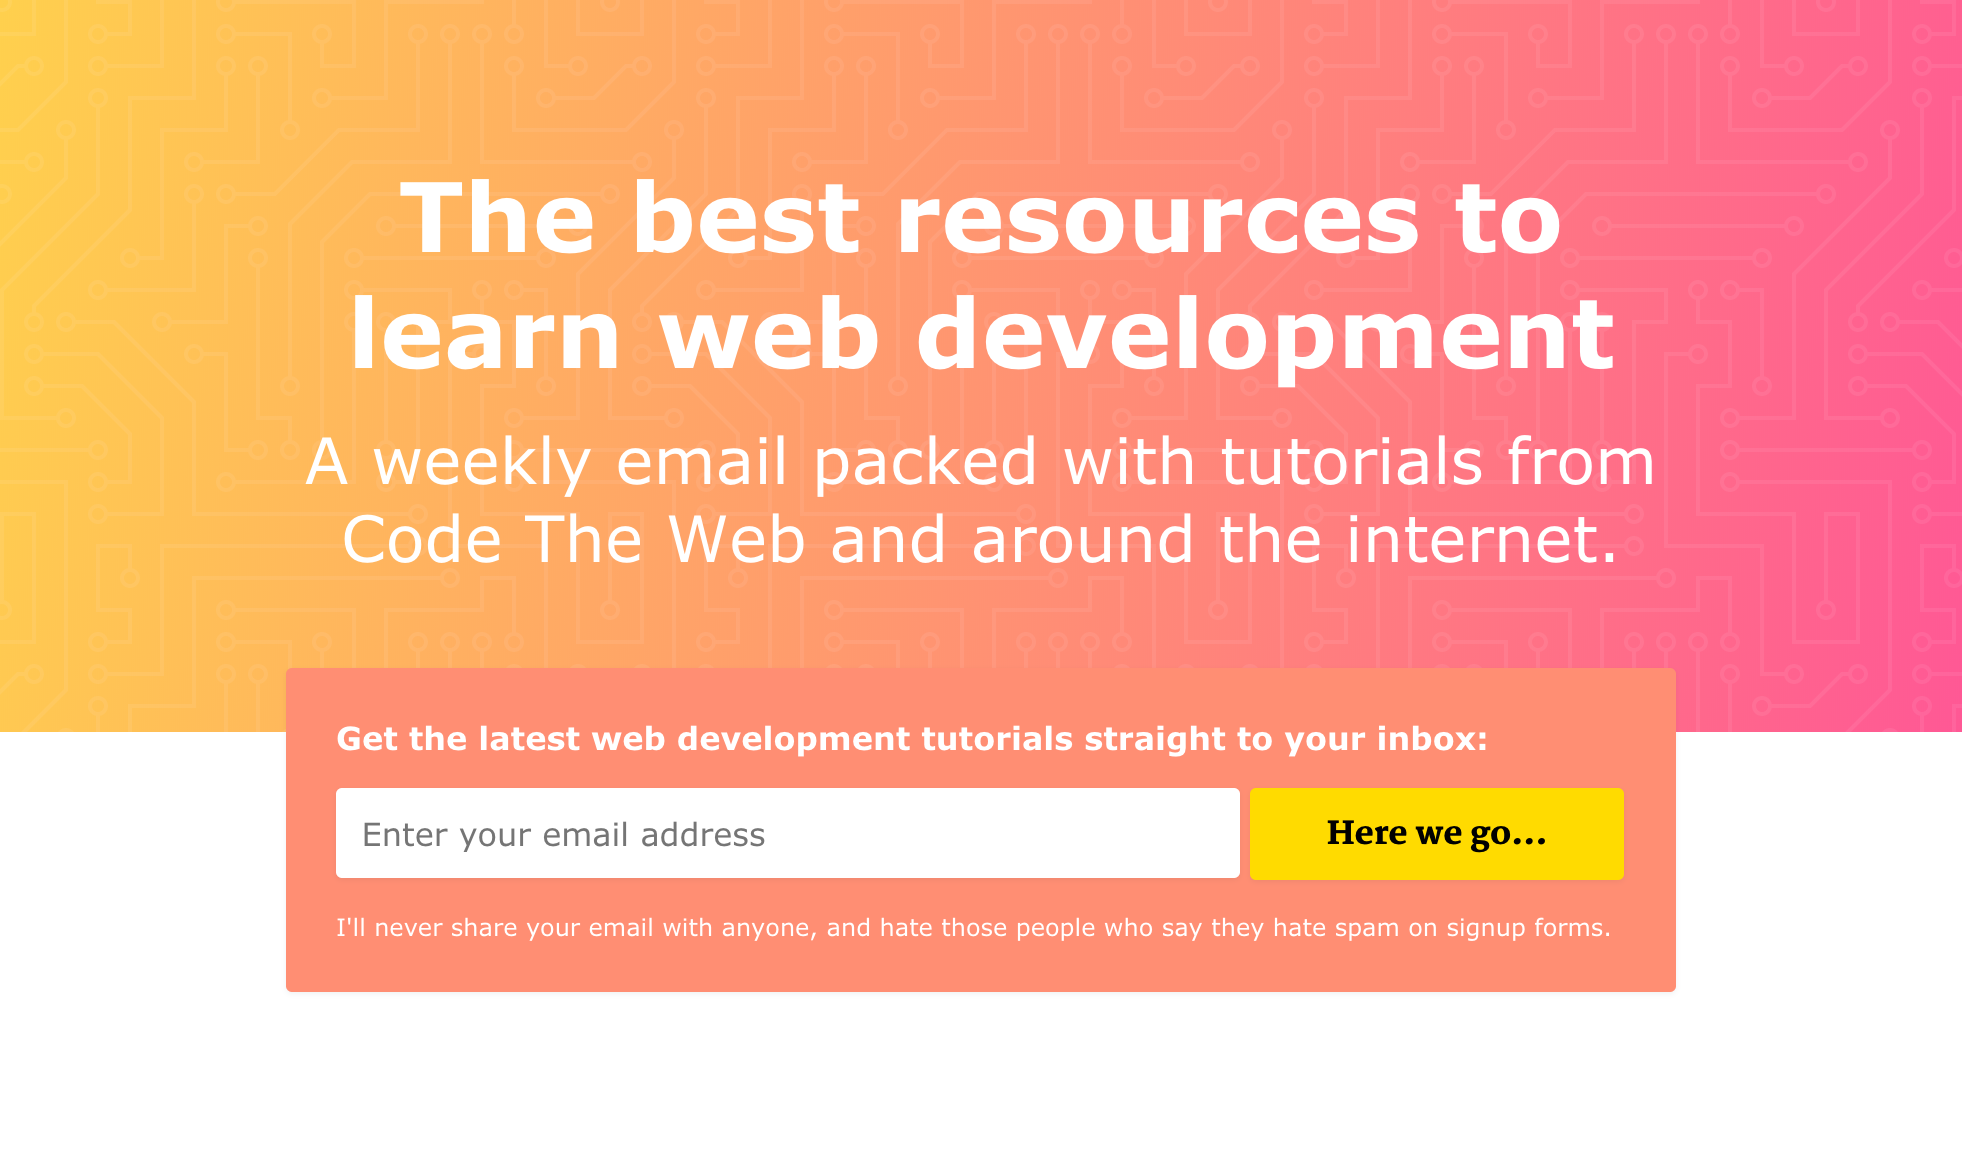 The best resources to
learn web development
A weekly email packed with tutorials from
Code The Web and around the internet.
Get the latest web development tutorials straight to your inbox:
Enter your email address
Here we go...
I'll never share your email with anyone, and hate those people who say they hate spam on signup forms.